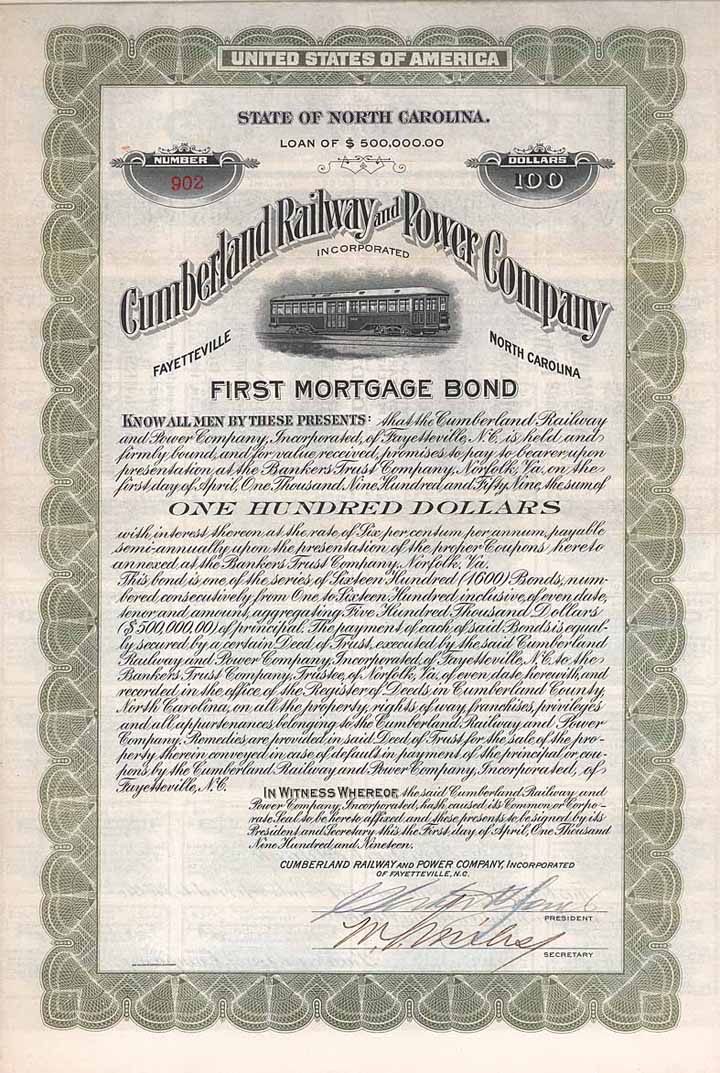 UNITED STATES OF AMERICA
STATE OF NORTH CAROLINA.
LOAN OF $ 500,000.00
NUMBER
902
DOLLARS
100
Cumberland Railway and Power Company
INCORPORATED
FAYETTEVILLE
NORTH CAROLINA
FIRST MORTGAGE BOND
KNOW ALL MEN BY THESE PRESENTS: that the Cumberland Railway
and Power Company, Incorporated, of Fayetteville, N.C. is held and
firmly bound, and for value received, promises to pay to bearer upon
presentation at the Bankers Trust Company, Norfolk, Va. on the
first day of April, One Thousand, Nine Hundred and Fifty Nine, the sum of
ONE HUNDRED DOLLARS
with interest thereon at the rate of Six per centum per annum, payable
semi-annually upon the presentation of the proper Coupons hereto
annexed at the Bankers Trust Company, Norfolk, Va.
This bond is one of the series of Sixteen Hundred (1600) Bonds, num-
bered consecutively from One to Sixteen Hundred, inclusive, of even date,
tenor and amount, aggregating Five Hundred Thousand Dollars
($500,000,00) of principal. The payment of each of said Bonds is equal-
ly secured by a certain Deed of Trust, executed by the said Cumberland
Railway and Power Company, Incorporated, of Fayetteville, N.C. to the
Bankers Trust Company, Trustee, of Norfolk, Va. of even date herewith, and
recorded in the office of the Register of Deeds in Cumberland County,
North Carolina, on all the property, rights of way, franchises, privileges
and all appurtenances belonging to the Cumberland Railway and Power
Company. Remedies are provided in said Deed of Trust for the sale of the pro-
perty therein conveyed in case of default in payment of the principal or cou-
pons by the Cumberland Railway and Power Company, Incorporated, of
Fayetteville, N.C.
IN WITNESS WHEREOF, the said Cumberland Railway and
Power Company, Incorporated, hath caused its Common or Corpo-
rate Seal to be hereto affixed and these presents to be signed by its
President and Secretary this the First day of April, One Thousand
Nine Hundred and Nineteen.
CUMBERLAND RAILWAY AND POWER COMPANY, INCORPORATED
OF FAYETTEVILLE, N.C.
PRESIDENT
SECRETARY